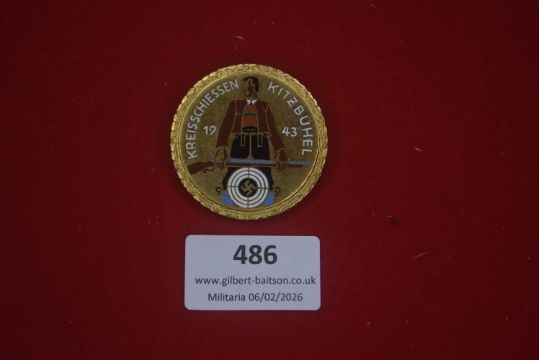 KREISSCHIESSEN KITZBÜHEL
19 43
486
www.gilbert-baitson.co.uk
Militaria 06/02/2026